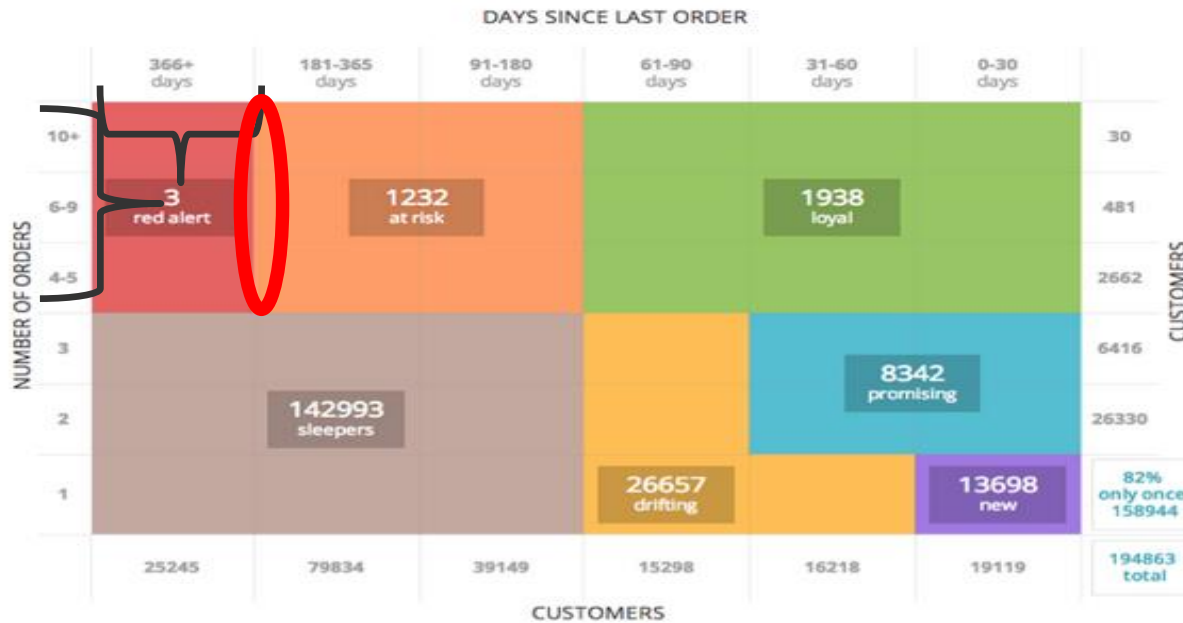 DAYS SINCE LAST ORDER
366+
days
181-365
days
91-180
days
61-90
days
31-60
days
0-30
days
NUMBER OF ORDERS
10+
30
6-9
3
red alert
1232
at risk
1938
loyal
481
4-5
2662
CUSTOMERS
3
6416
8342
promising
2
142993
sleepers
26330
1
26657
drifting
13698
new
82%
only once
158944
25245
79834
39149
15298
16218
19119
194863
total
CUSTOMERS